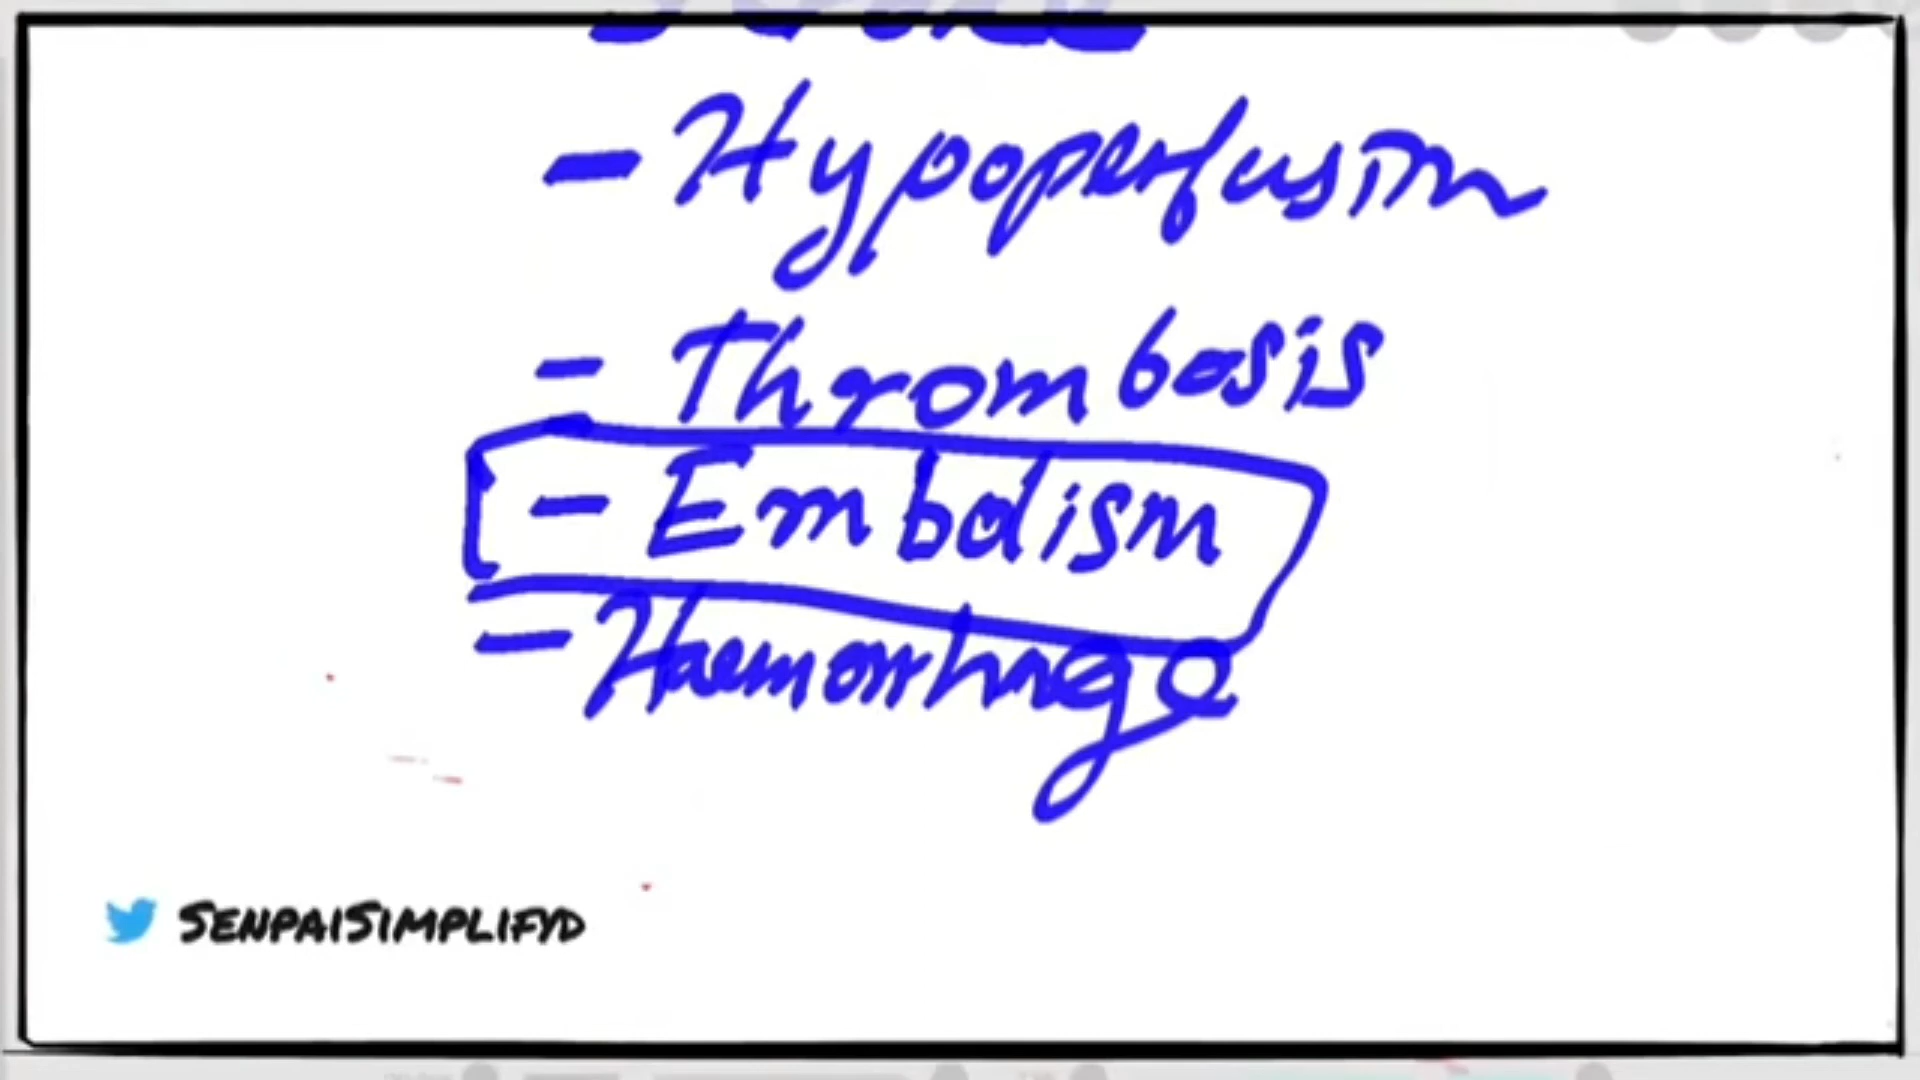 - Hypoperfusion
- Thrombosis
- Embolism
- Haemorrhage
SenpaiSimplifyd